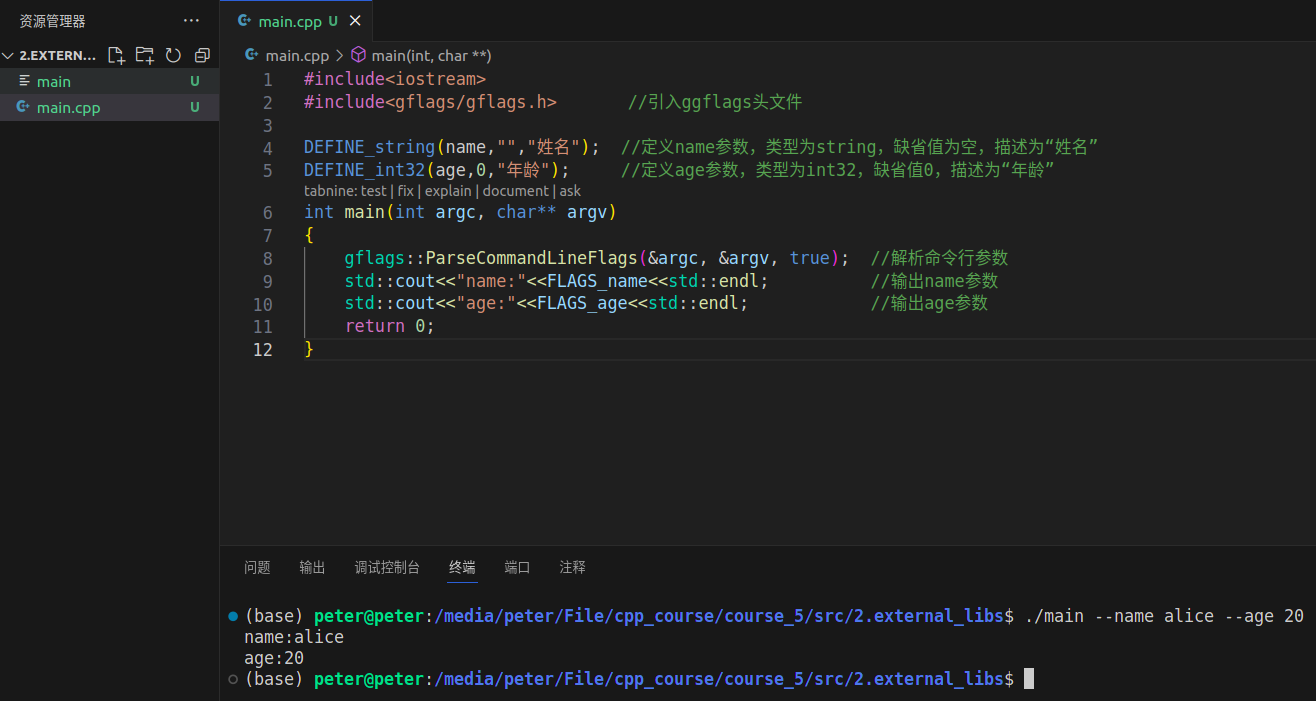 资源管理器 ...
2.EXTERN...
main U
main.cpp U
main.cpp U
main.cpp > main(int, char **)
1 #include<iostream>
2 #include<gflags/gflags.h> //引入ggflags头文件
3
4 DEFINE_string(name,"","姓名"); //定义name参数，类型为string，缺省值为空，描述为“姓名”
5 DEFINE_int32(age,0,"年龄"); //定义age参数，类型为int32，缺省值0，描述为“年龄”
tabnine: test | fix | explain | document | ask
6 int main(int argc, char** argv)
7 {
8 gflags::ParseCommandLineFlags(&argc, &argv, true); //解析命令行参数
9 std::cout<<"name:"<<FLAGS_name<<std::endl; //输出name参数
10 std::cout<<"age:"<<FLAGS_age<<std::endl; //输出age参数
11 return 0;
12 }
问题 输出 调试控制台 终端 端口 注释
(base) peter@peter:/media/peter/File/cpp_course/course_5/src/2.external_libs$ ./main --name alice --age 20
name:alice
age:20
(base) peter@peter:/media/peter/File/cpp_course/course_5/src/2.external_libs$